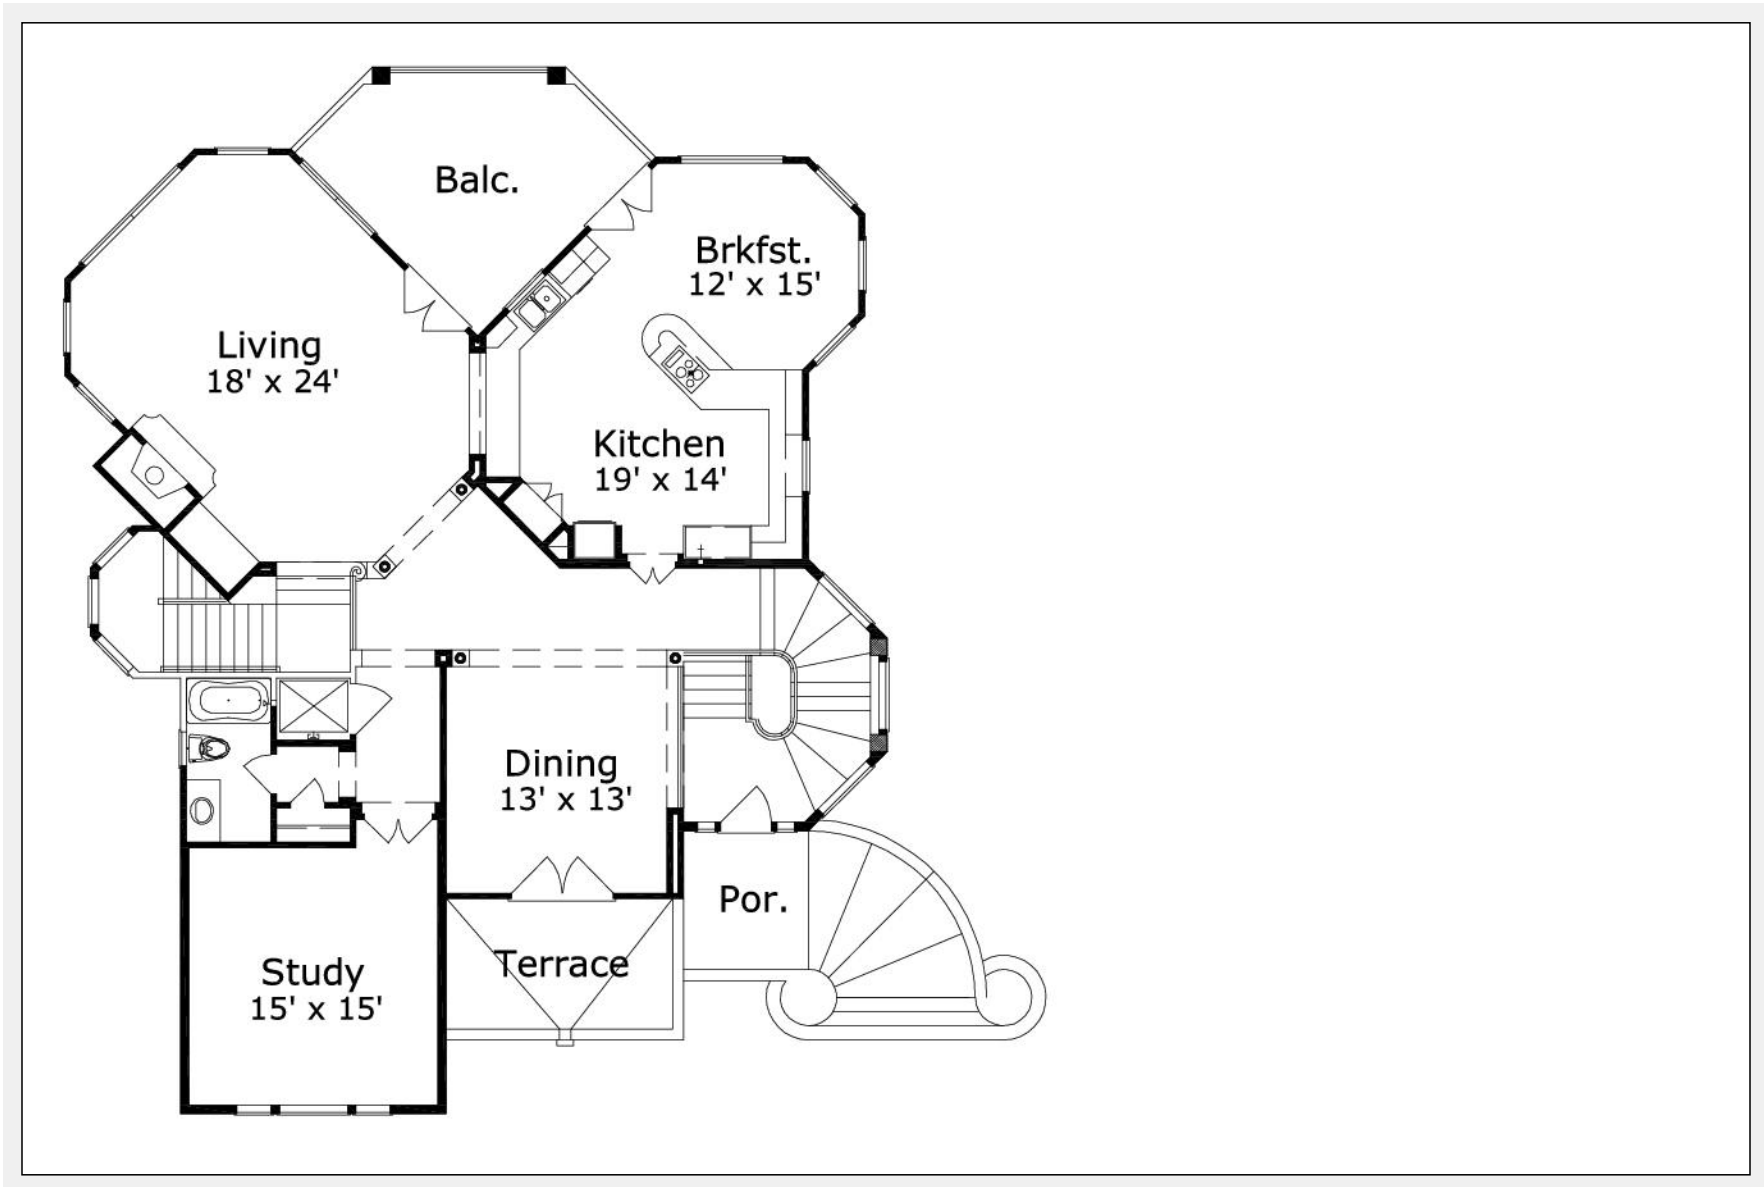 Balc.
Brkfst.
12' x 15'
Living
18' x 24'
Kitchen
19' x 14'
Dining
13' x 13'
Por.
Terrace
Study
15' x 15'